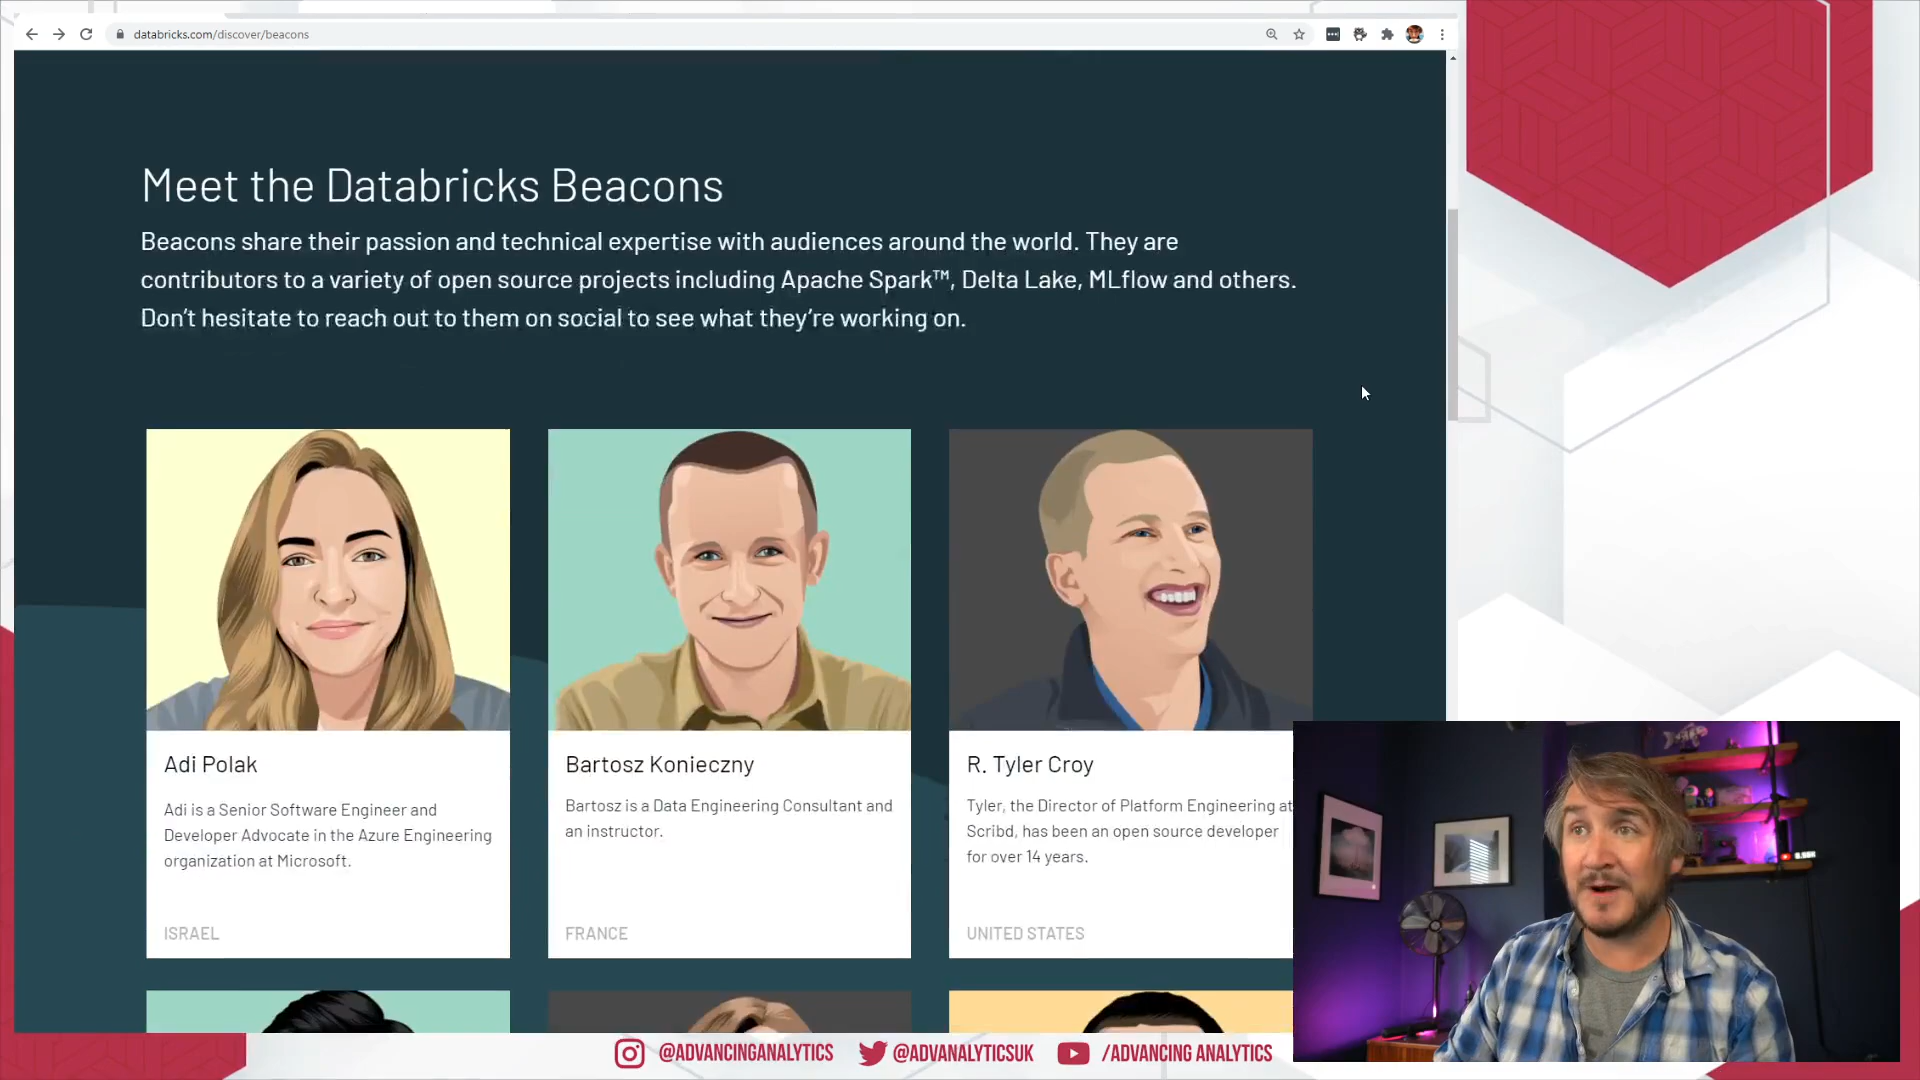 databricks.com/discover/beacons
Meet the Databricks Beacons
Beacons share their passion and technical expertise with audiences around the world. They are
contributors to a variety of open source projects including Apache Spark™, Delta Lake, MLflow and others.
Don't hesitate to reach out to them on social to see what they're working on.
Adi Polak
Adi is a Senior Software Engineer and
Developer Advocate in the Azure Engineering
organization at Microsoft.
ISRAEL
Bartosz Konieczny
Bartosz is a Data Engineering Consultant and
an instructor.
FRANCE
R. Tyler Croy
Tyler, the Director of Platform Engineering at
Scribd, has been an open source developer
for over 14 years.
UNITED STATES
@ADVANCINGANALYTICS
@ADVANALYTICSUK
/ADVANCING ANALYTICS